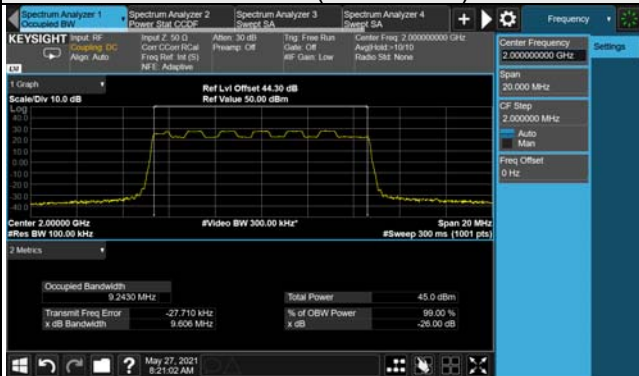 Spectrum Analyzer 1
Occupied BW
Spectrum Analyzer 2
Power Stat CCDF
Spectrum Analyzer 3
Swept SA
Spectrum Analyzer 4
Swept SA
Frequency
KEYSIGHT
Input: RF
Coupling: DC
Align: Auto
Input Z: 50 Ω
Corr CCorr RCal
Freq Ref: Int (S)
NFE: Adaptive
Atten: 30 dB
Preamp: Off
Trig: Free Run
Gate: Off
#IF Gain: Low
Center Freq: 2.000000000 GHz
Avg|Hold:>10/10
Radio Std: None
Center Frequency
2.000000000 GHz
Settings
Span
20.000 MHz
CF Step
2.000000 MHz
Auto
Man
Freq Offset
0 Hz
1 Graph
Scale/Div 10.0 dB
Ref Lvl Offset 44.30 dB
Ref Value 50.00 dBm
Log
40.0
30.0
20.0
10.0
0.00
-10.0
-20.0
-30.0
-40.0
Center 2.00000 GHz
#Res BW 100.00 kHz
#Video BW 300.00 kHz*
Span 20 MHz
#Sweep 300 ms (1001 pts)
2 Metrics
Occupied Bandwidth
9.2430 MHz
Transmit Freq Error -27.710 kHz
x dB Bandwidth 9.606 MHz
Total Power 45.0 dBm
% of OBW Power 99.00 %
x dB -26.00 dB
May 27, 2021
8:21:02 AM